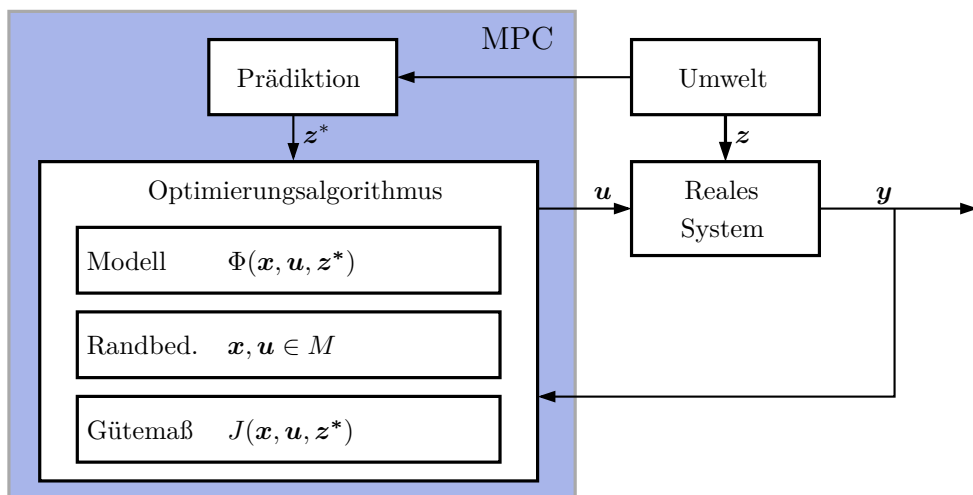 MPC
Prädiktion
Umwelt
z*
z
Optimierungsalgorithmus
u
Reales
System
y
Modell Φ(x, u, z*)
Randbed. x, u ∈ M
Gütemaß J(x, u, z*)